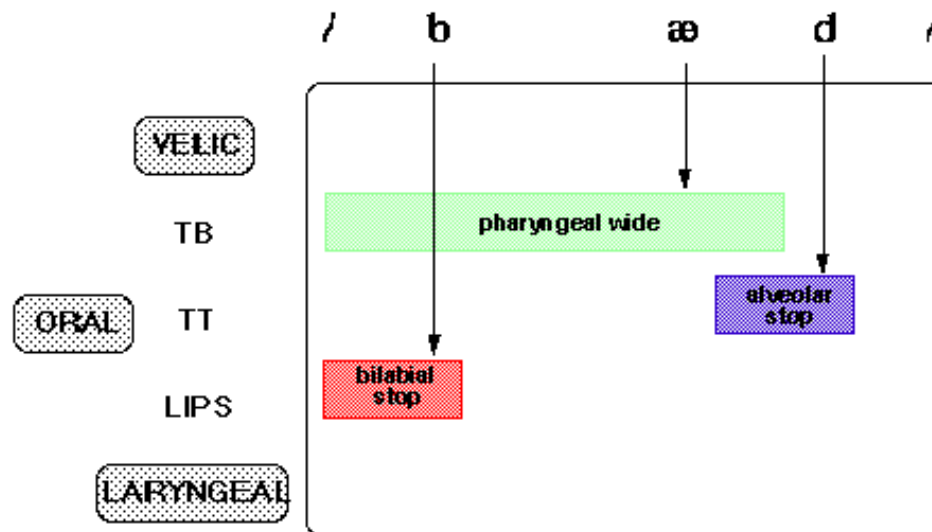 / b æ d /
VELIC
TB
pharyngeal wide
ORAL
TT
alveolar
stop
LIPS
bilabial
stop
LARYNGEAL